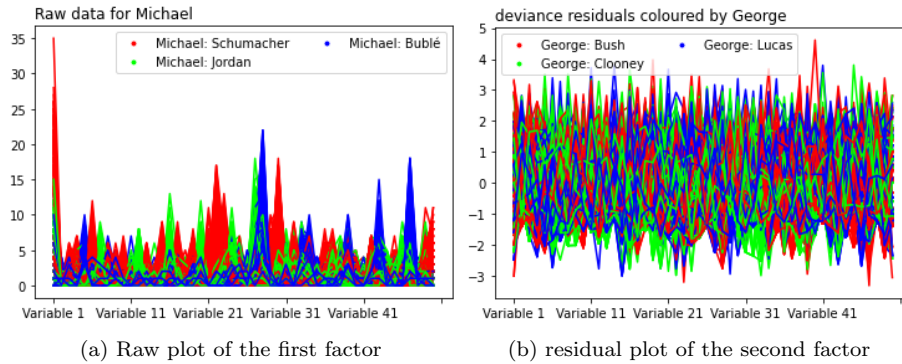 Raw data for Michael
Michael: Schumacher
Michael: Jordan
Michael: Bublé
35
30
25
20
15
10
5
0
Variable 1
Variable 11
Variable 21
Variable 31
Variable 41
(a) Raw plot of the first factor
deviance residuals coloured by George
George: Bush
George: Clooney
George: Lucas
5
4
3
2
1
0
−1
−2
−3
Variable 1
Variable 11
Variable 21
Variable 31
Variable 41
(b) residual plot of the second factor